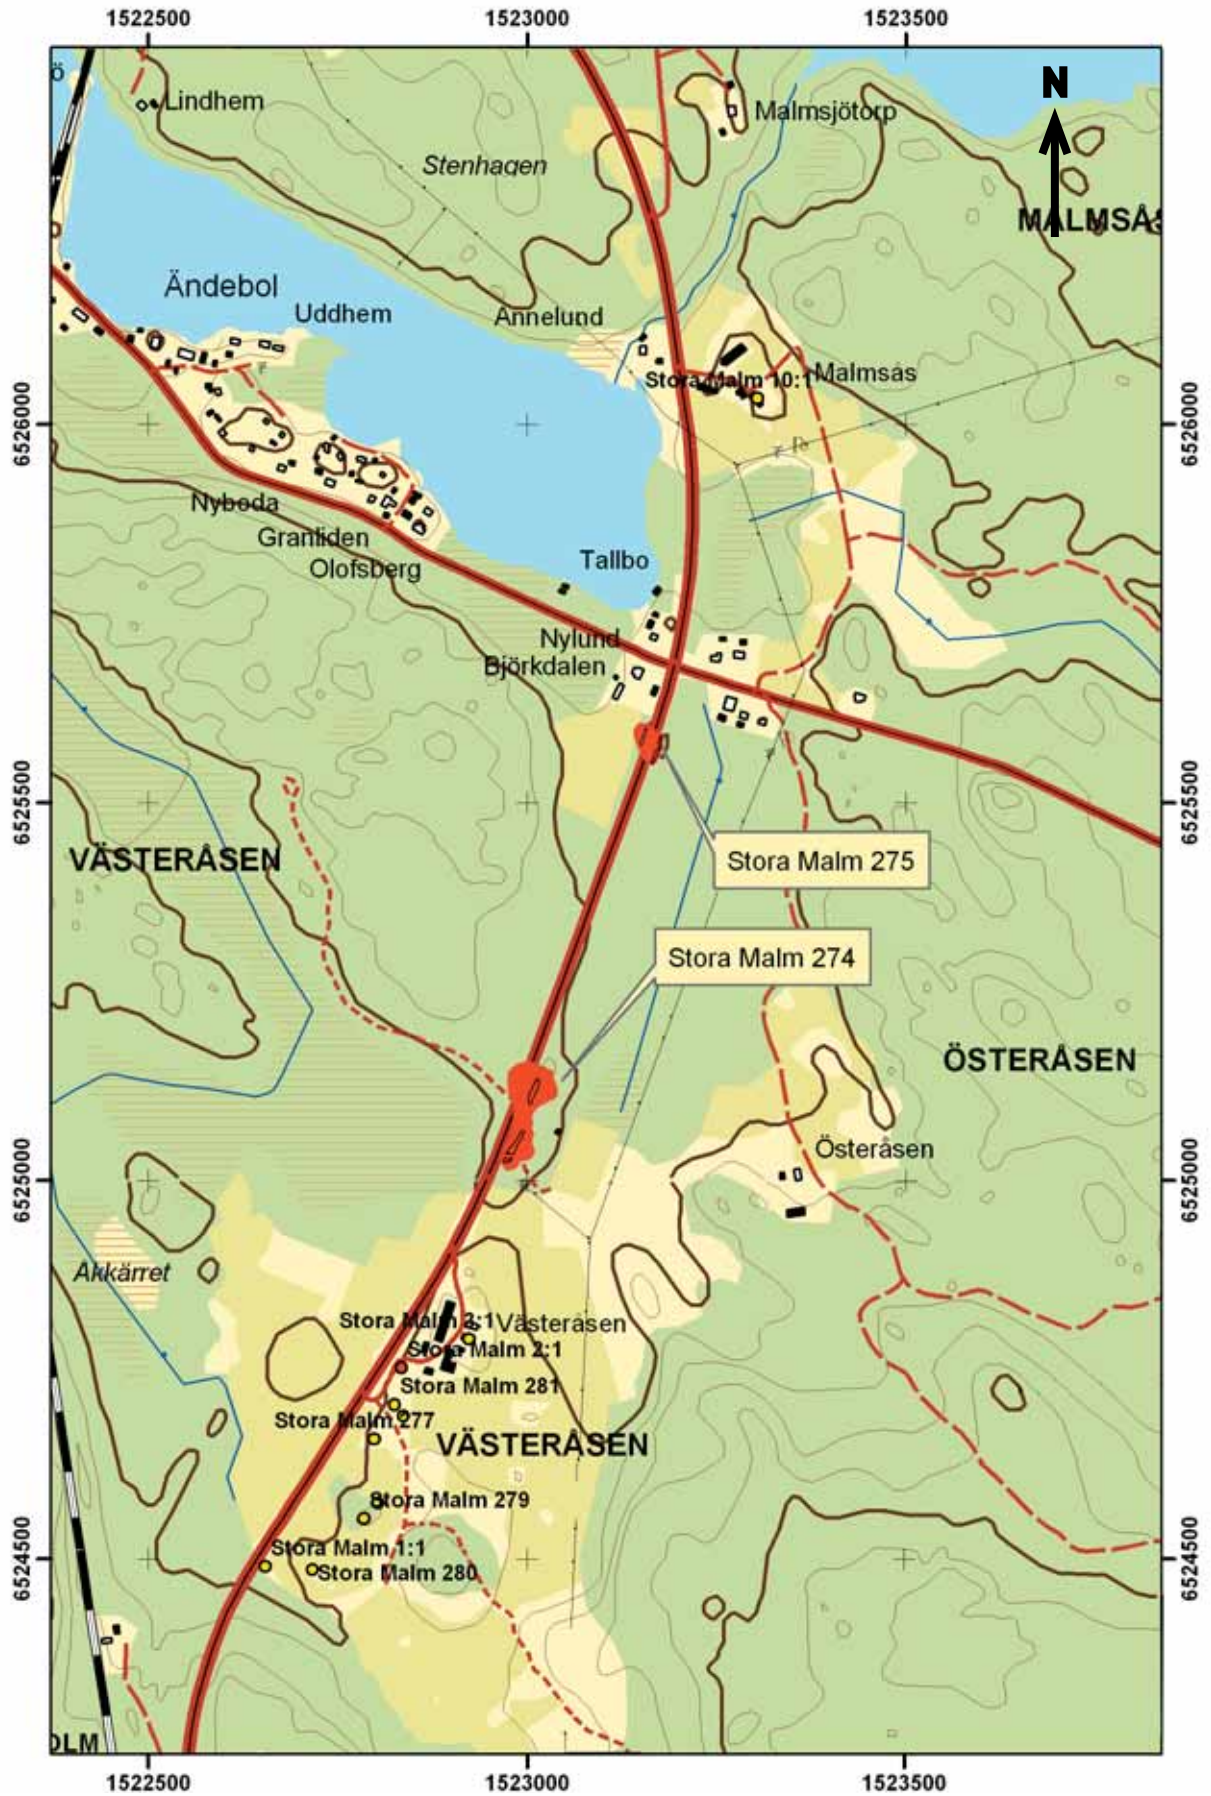 1522500 1523000 1523500
N
Lindhem
Malmsjötorp
Stenhagen
Ändebol
Uddhem
Annelund
Malmsås
Stora Malm 10:1
6526000 6526000
Nyboda
Granliden
Olofsberg
Tallbo
Nylund
Björkdalen
6525500 6525500
VÄSTERÅSEN
Stora Malm 275
Stora Malm 274
ÖSTERÅSEN
Österåsen
6525000 6525000
Akkärret
Stora Malm 3:1 Västeråsen
Stora Malm 2:1
Stora Malm 281
Stora Malm 277
VÄSTERÅSEN
Stora Malm 279
Stora Malm 1:1
Stora Malm 280
6524500 6524500
OLM
1522500 1523000 1523500